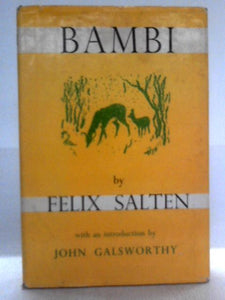 BAMBI
by
FELIX SALTEN
with an introduction by
JOHN GALSWORTHY